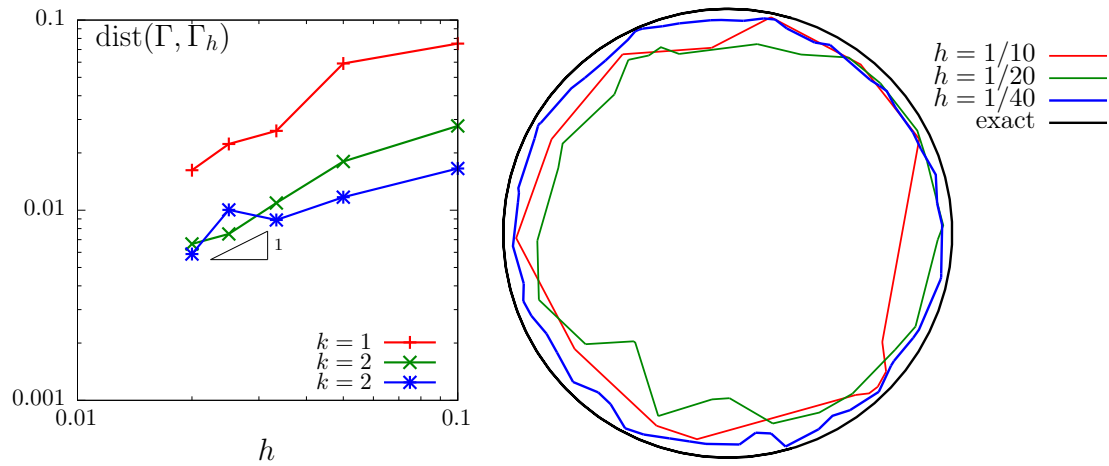 0.1
dist(Γ, Γ_h)
0.01
1
k = 1
k = 2
k = 2
0.001
0.01
0.1
h
h = 1/10
h = 1/20
h = 1/40
exact